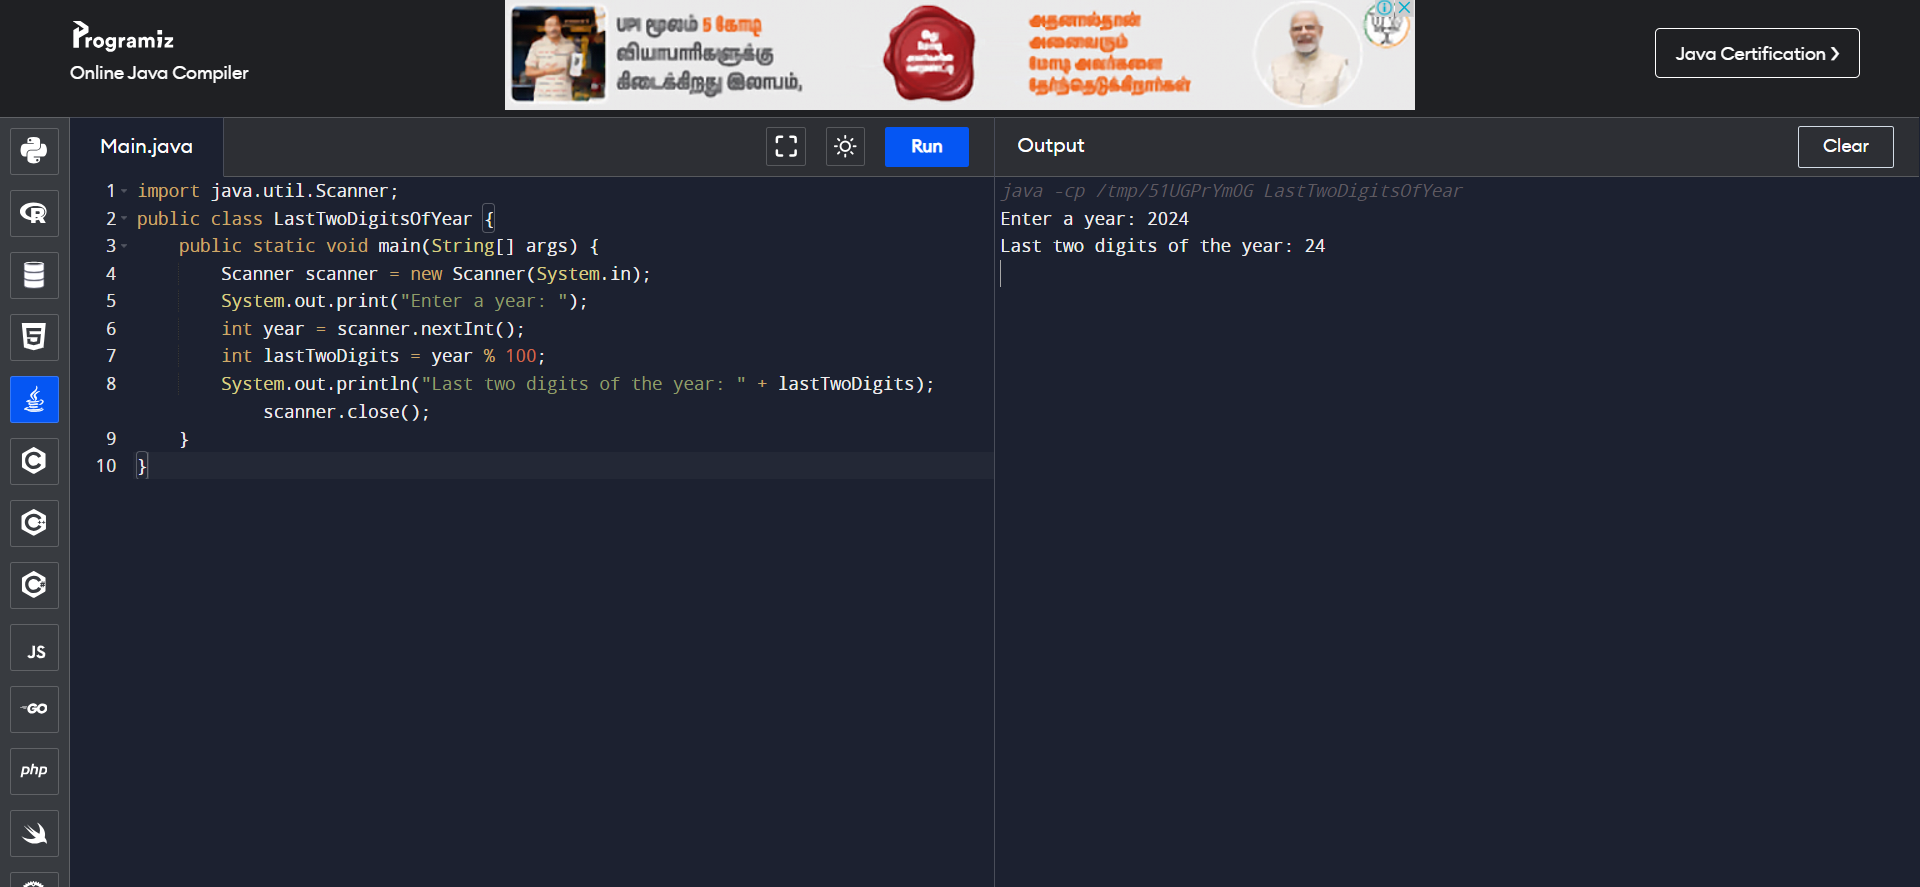 Programiz
Online Java Compiler
UPI மூலம் 5 கோடி
வியாபாரிகளுக்கு
கிடைக்கிறது இலாபம்,
அதனால்தான்
அனைவரும்
மோடி அவர்களை
தேர்ந்தெடுக்கிறார்கள்
Java Certification ❯
Main.java
Run
Output
Clear
1 import java.util.Scanner;
2 public class LastTwoDigitsOfYear {
3 public static void main(String[] args) {
4 Scanner scanner = new Scanner(System.in);
5 System.out.print("Enter a year: ");
6 int year = scanner.nextInt();
7 int lastTwoDigits = year % 100;
8 System.out.println("Last two digits of the year: " + lastTwoDigits);
scanner.close();
9 }
10 }
java -cp /tmp/51UGPrYmOG LastTwoDigitsOfYear
Enter a year: 2024
Last two digits of the year: 24
JS
GO
php